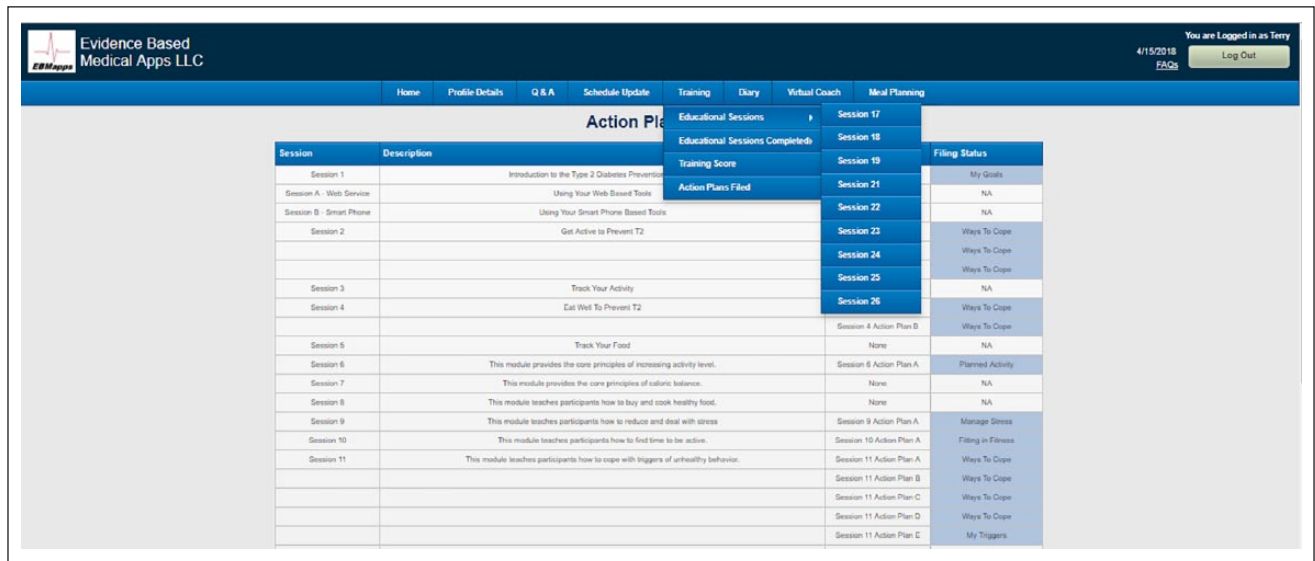 You are Logged in as Terry
Evidence Based
Medical Apps LLC
EBMapps
4/15/2018
FAQs
Log Out
Home Profile Details Q & A Schedule Update Training Diary Virtual Coach Meal Planning
Action Pla
Educational Sessions
Educational Sessions Completed
Training Score
Action Plans Filed
Session 17
Session 18
Session 19
Session 21
Session 22
Session 23
Session 24
Session 25
Session 26
Session Description Filing Status
Session 1 Introduction to the Type 2 Diabetes Prevention My Goals
Session A - Web Service Using Your Web Based Tools NA
Session B - Smart Phone Using Your Smart Phone Based Tools NA
Session 2 Get Active to Prevent T2 Ways To Cope
Ways To Cope
Ways To Cope
Session 3 Track Your Activity NA
Session 4 Eat Well To Prevent T2 Ways To Cope
Session 4 Action Plan B Ways To Cope
Session 5 Track Your Food None NA
Session 6 This module provides the core principles of increasing activity level. Session 6 Action Plan A Planned Activity
Session 7 This module provides the core principles of caloric balance. None NA
Session 8 This module teaches participants how to buy and cook healthy food. None NA
Session 9 This module teaches participants how to reduce and deal with stress Session 9 Action Plan A Manage Stress
Session 10 This module teaches participants how to find time to be active. Session 10 Action Plan A Fitting in Fitness
Session 11 This module teaches participants how to cope with triggers of unhealthy behavior. Session 11 Action Plan A Ways To Cope
Session 11 Action Plan B Ways To Cope
Session 11 Action Plan C Ways To Cope
Session 11 Action Plan D Ways To Cope
Session 11 Action Plan E My Triggers